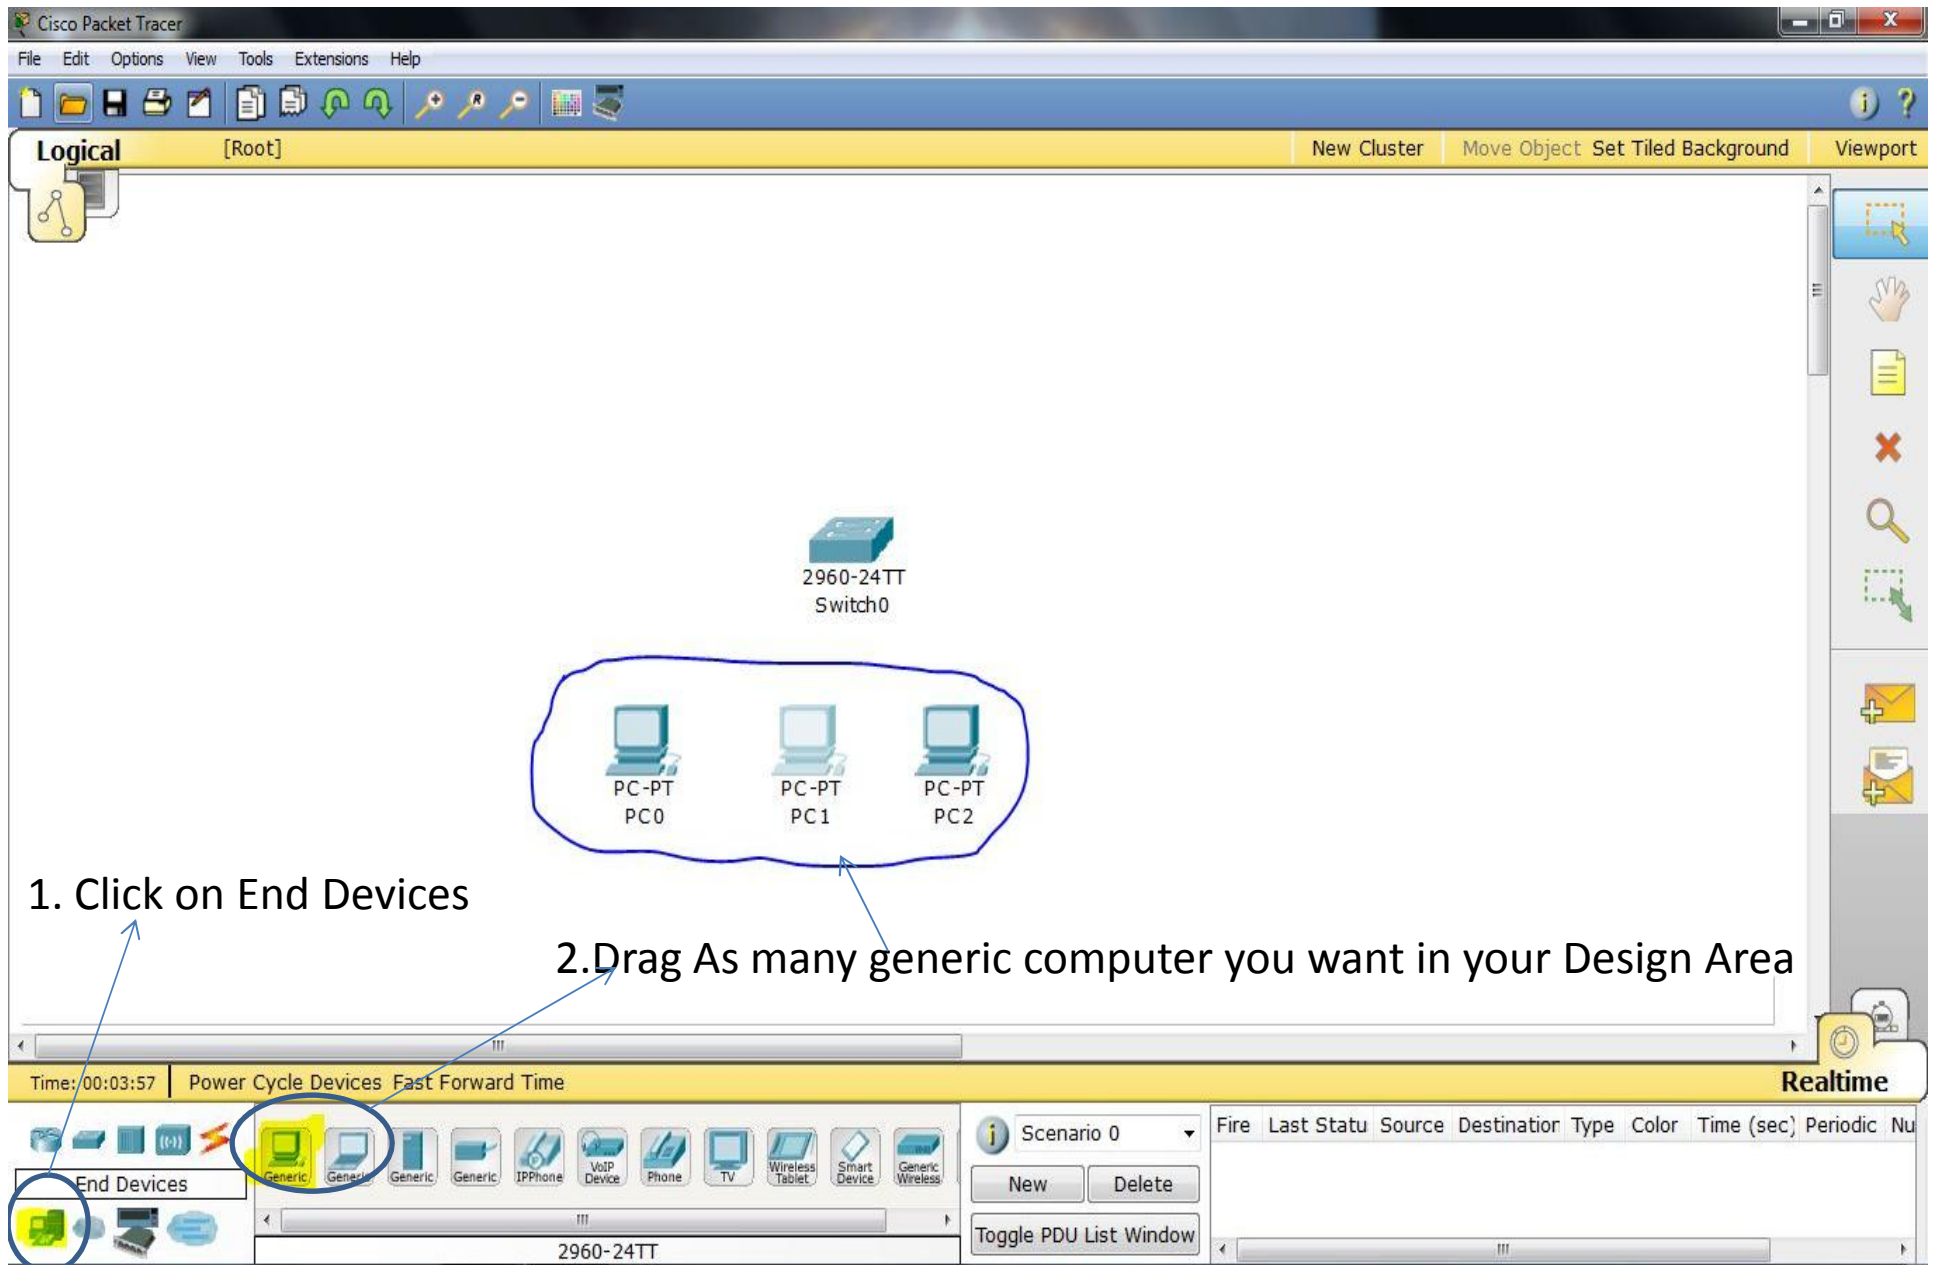 Cisco Packet Tracer
File Edit Options View Tools Extensions Help
Logical [Root] New Cluster Move Object Set Tiled Background Viewport
2960-24TT
Switch0
PC-PT PC-PT PC-PT
PC0 PC1 PC2
1. Click on End Devices
2.Drag As many generic computer you want in your Design Area
Time: 00:03:57 Power Cycle Devices Fast Forward Time Realtime
Fire Last Statu Source Destination Type Color Time (sec) Periodic Nu
Scenario 0
Generic Generic Generic Generic IPPhone VoIP Device Phone TV Wireless Tablet Smart Device Generic Wireless
End Devices
New Delete
Toggle PDU List Window
2960-24TT